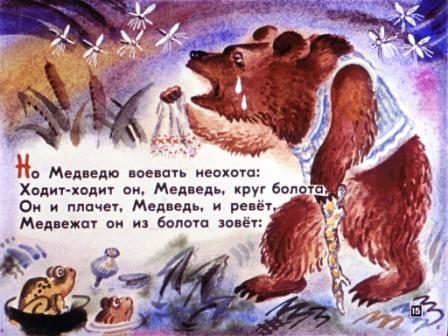 Но Медведю воевать неохота:
Ходит-ходит он, Медведь, круг болота,
Он и плачет, Медведь, и ревёт,
Медвежат он из болота зовёт:
15